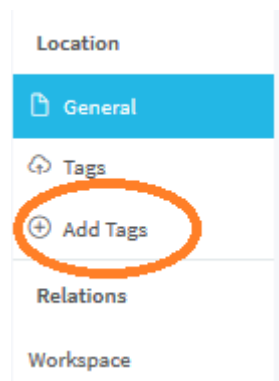 Location
General
Tags
Add Tags
Relations
Workspace